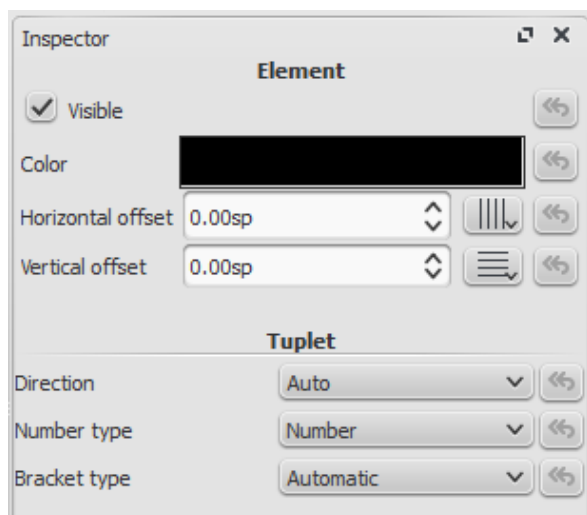 Inspector
Element
Visible
Color
Horizontal offset 0.00sp
Vertical offset 0.00sp
Tuplet
Direction Auto
Number type Number
Bracket type Automatic